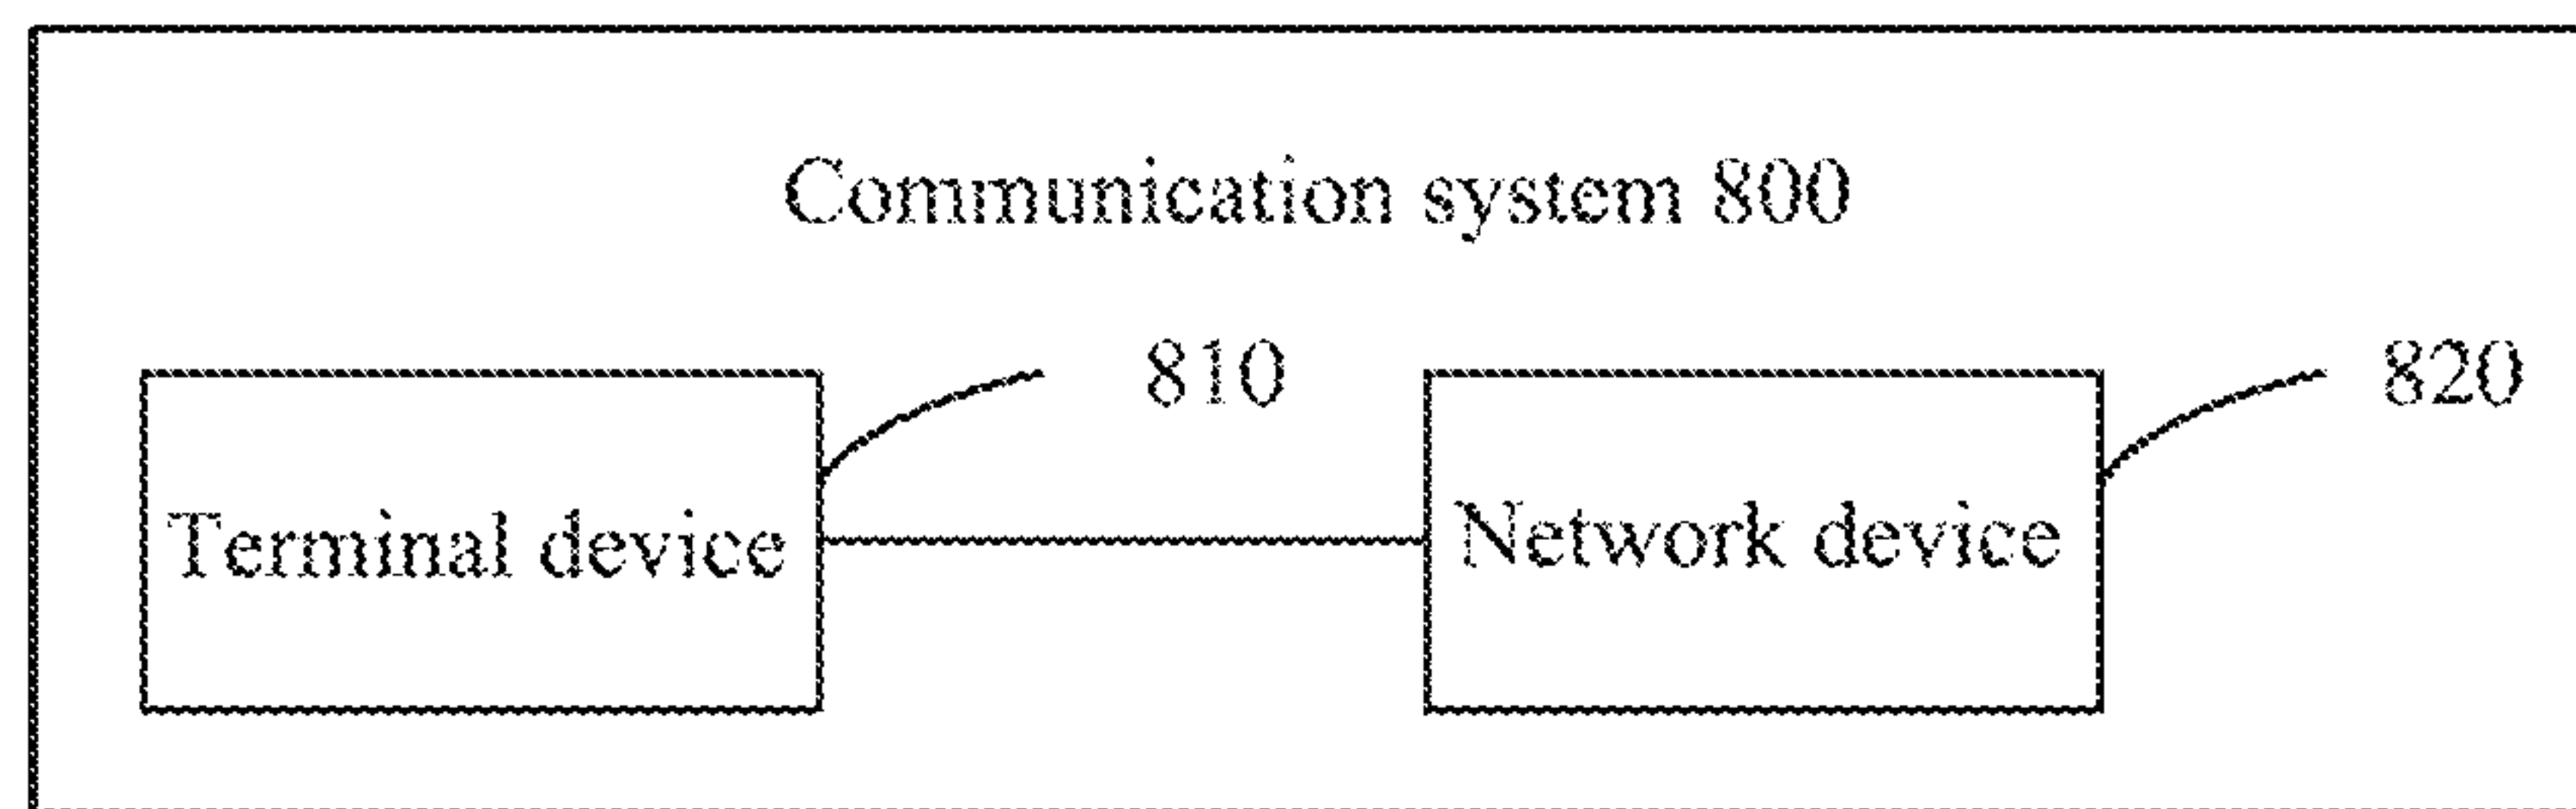 Communication system 800
810
820
Terminal device
Network device